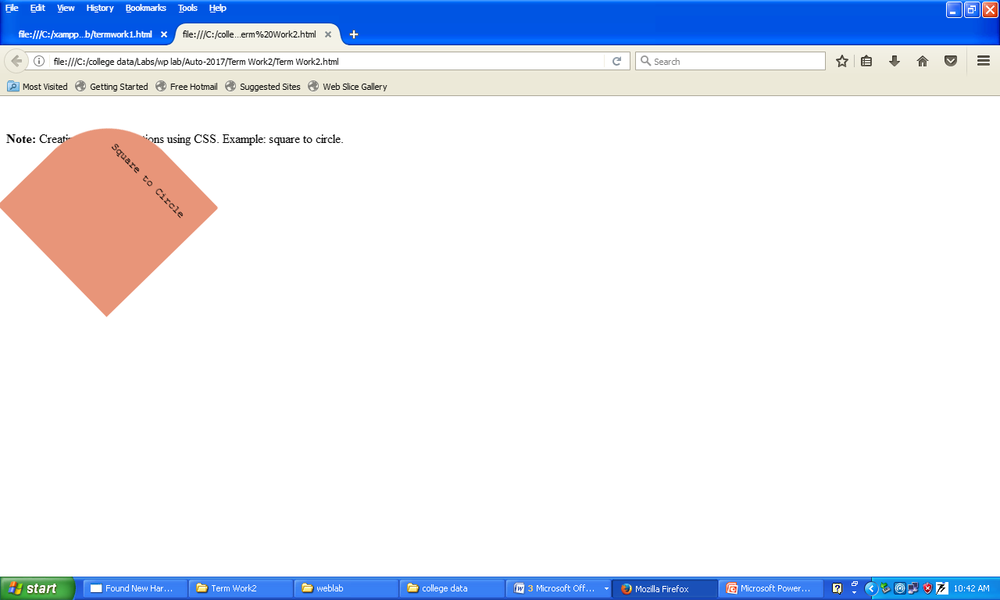 File Edit View History Bookmarks Tools Help
file:///C:/xampp...b/termwork1.html file:///C:/colle...erm%20Work2.html
file:///C:/college data/Labs/wp lab/Auto-2017/Term Work2/Term Work2.html Search
Most Visited Getting Started Free Hotmail Suggested Sites Web Slice Gallery
Note: Creati tions using CSS. Example: square to circle.
Square to Circle
start Found New Har... Term Work2 weblab college data 3 Microsoft Off... Mozilla Firefox Microsoft Power... 10:42 AM